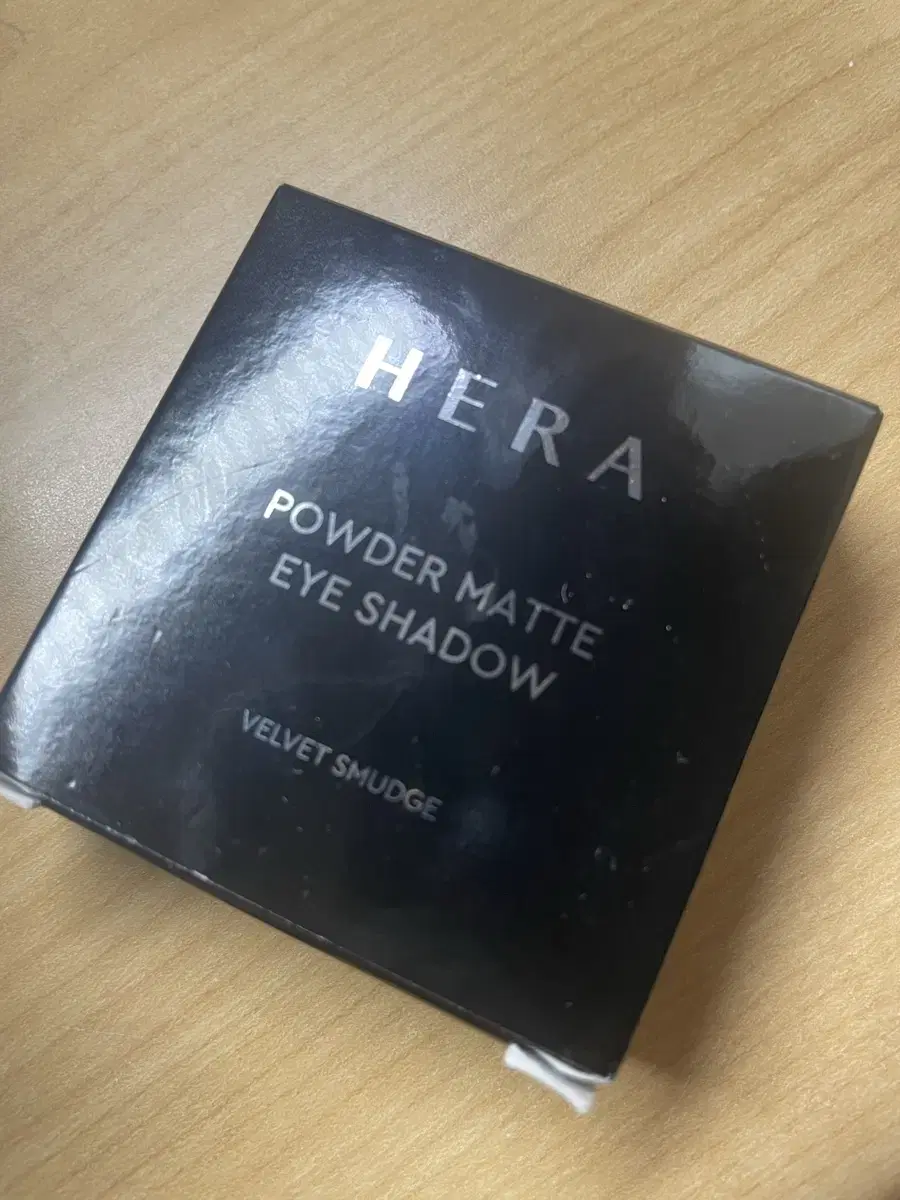 HERA
POWDER MATTE
EYE SHADOW
VELVET SMUDGE